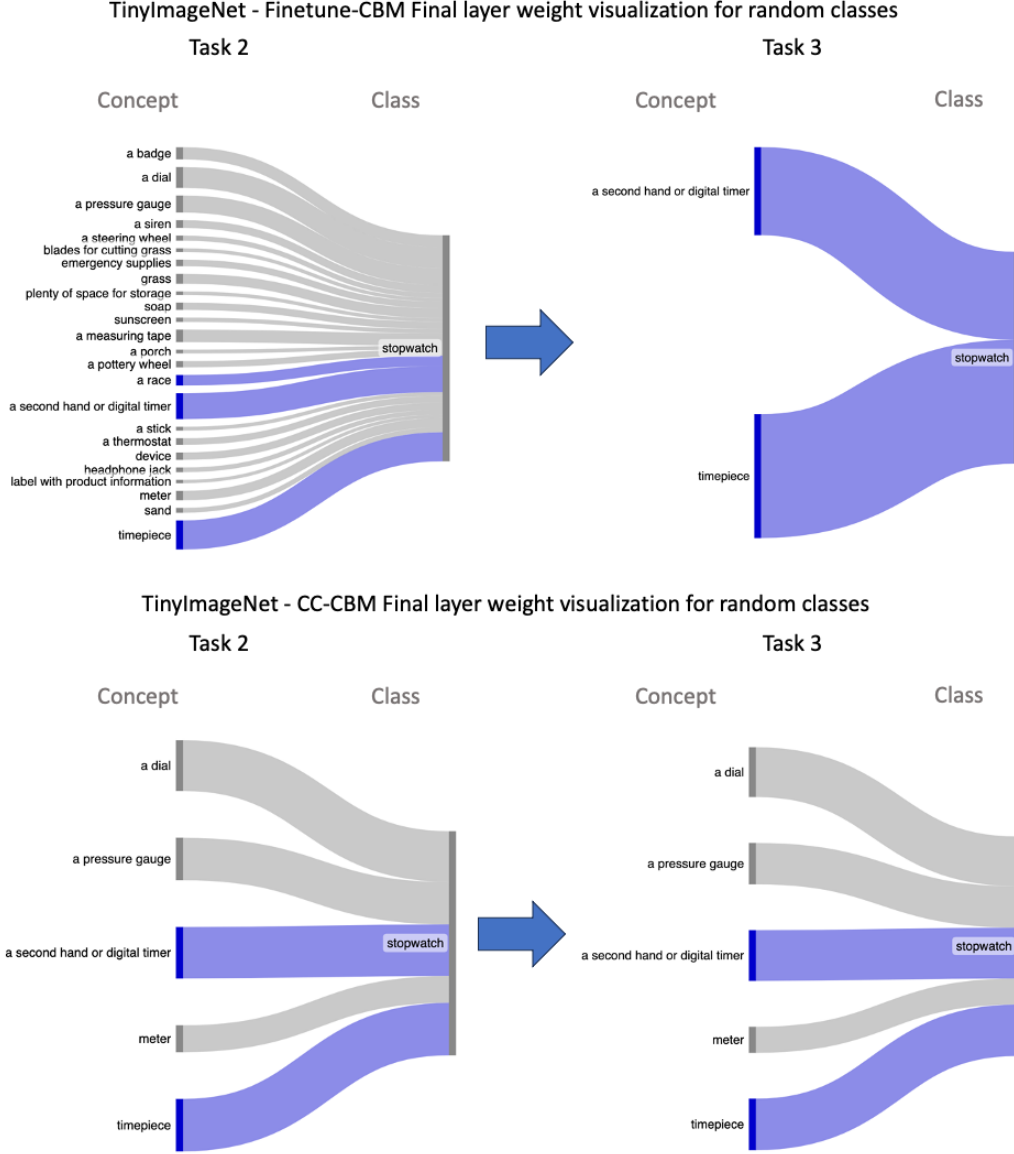 TinyImageNet - Finetune-CBM Final layer weight visualization for random classes
Task 2
Task 3
Concept
Class
Concept
Class
a badge
a dial
a pressure gauge
a siren
a steering wheel
blades for cutting grass
emergency supplies
grass
plenty of space for storage
soap
sunscreen
a measuring tape
a porch
a pottery wheel
a race
a second hand or digital timer
a stick
a thermostat
device
headphone jack
label with product information
meter
sand
timepiece
stopwatch
a second hand or digital timer
timepiece
stopwatch
TinyImageNet - CC-CBM Final layer weight visualization for random classes
Task 2
Task 3
Concept
Class
Concept
Class
a dial
a pressure gauge
a second hand or digital timer
meter
timepiece
stopwatch
a dial
a pressure gauge
a second hand or digital timer
meter
timepiece
stopwatch